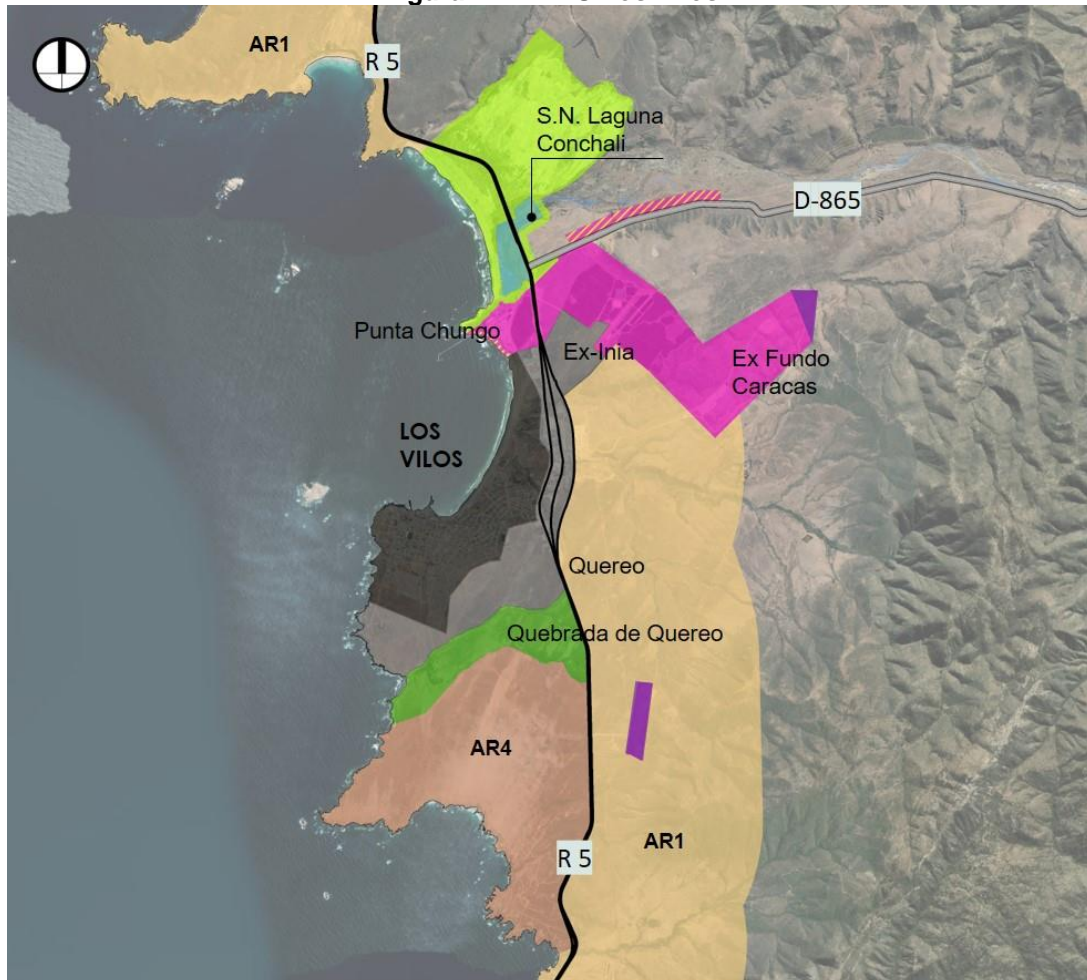 AR1
R 5
S.N. Laguna
Conchali
D-865
Punta Chungo
Ex-Inia
Ex Fundo
Caracas
LOS
VILOS
Quereo
Quebrada de Quereo
AR4
R 5
AR1